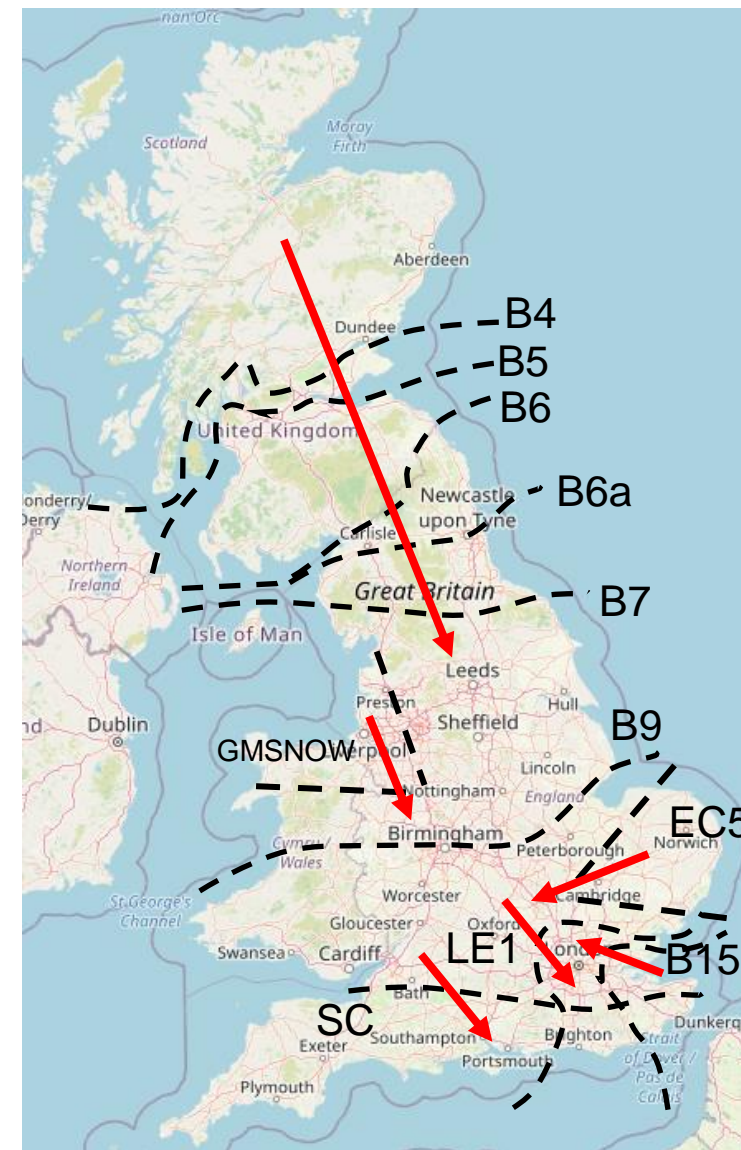 nan Orc
Scotland
Moray
Firth
Aberdeen
Dundee
B4
B5
B6
United Kingdom
onderry/
Derry
Newcastle
upon Tyne
B6a
Carlisle
Northern
Ireland
Great Britain
B7
Isle of Man
Leeds
Preston
Hull
nd
Dublin
Sheffield
B9
GMSNOW
erpool
Lincoln
Nottingham
England
EC5
Birmingham
Norwich
Cymru /
Wales
Peterborough
St George's
Channel
Worcester
Cambridge
Gloucester
Oxford
LE1
Swansea
Cardiff
Lond
B15
Bath
SC
Dunkerq
Exeter
Southampton
Brighton
Strait
of Dover /
Pas de
Calais
Portsmouth
Plymouth